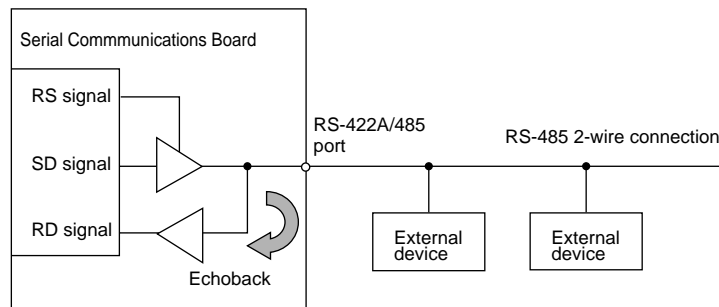 Serial Commmunications Board
RS signal
SD signal
RD signal
Echoback
RS-422A/485
port
RS-485 2-wire connection
External
device
External
device